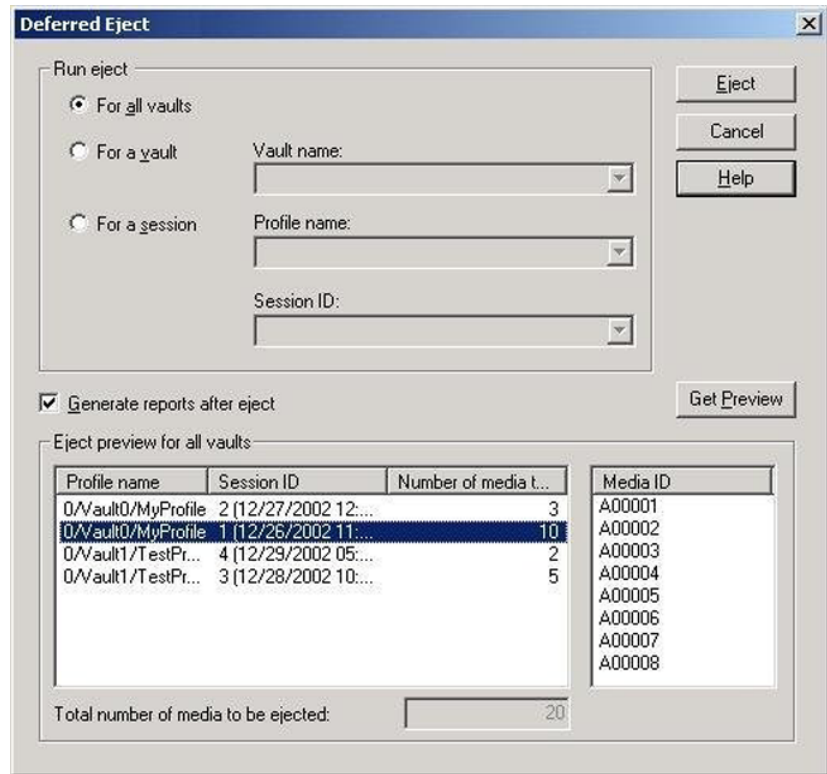 Deferred Eject
Run eject
For all vaults
For a vault
Vault name:
For a session
Profile name:
Session ID:
Eject
Cancel
Help
Generate reports after eject
Get Preview
Eject preview for all vaults
Profile name Session ID Number of media t...
0/Vault0/MyProfile 2 (12/27/2002 12:... 3
0/Vault0/MyProfile 1 (12/26/2002 11:... 10
0/Vault1/TestPr... 4 (12/29/2002 05:... 2
0/Vault1/TestPr... 3 (12/28/2002 10:... 5
Media ID
A00001
A00002
A00003
A00004
A00005
A00006
A00007
A00008
Total number of media to be ejected: 20